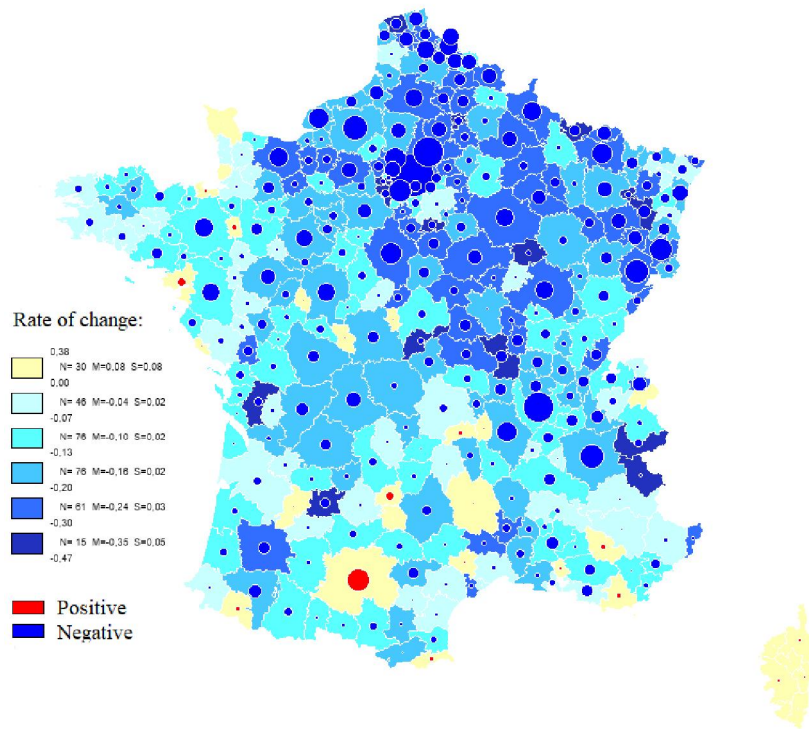 Rate of change:
0,38
N= 30 M=0,08 S=0,08
0,00
N= 46 M=-0,04 S=0,02
-0,07
N= 76 M=-0,10 S=0,02
-0,13
N= 76 M=-0,16 S=0,02
-0,20
N= 61 M=-0,24 S=0,03
-0,30
N= 15 M=-0,35 S=0,05
-0,47
Positive
Negative